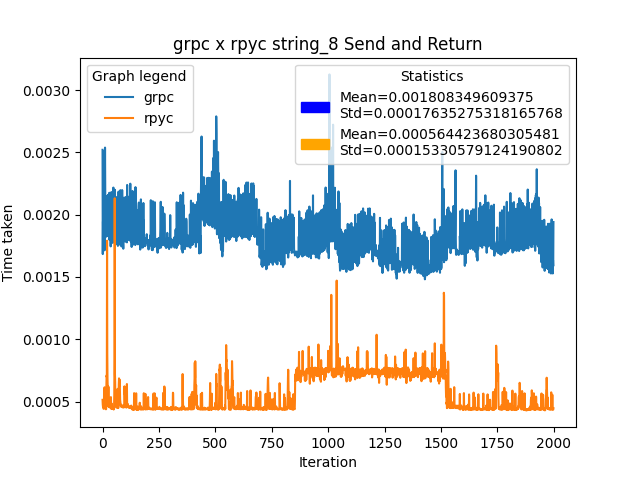 grpc x rpyc string_8 Send and Return
Graph legend
grpc
rpyc
Statistics
Mean=0.001808349609375
Std=0.00017635275318165768
Mean=0.000564423680305481
Std=0.00015330579124190802
Time taken
0.0030
0.0025
0.0020
0.0015
0.0010
0.0005
0 250 500 750 1000 1250 1500 1750 2000
Iteration